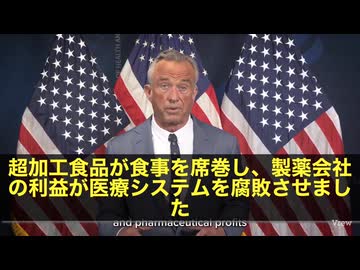 超加工食品が食事を席巻し、製薬会社
の利益が医療システムを腐敗させまし
た
and pharmaceutical profits
View